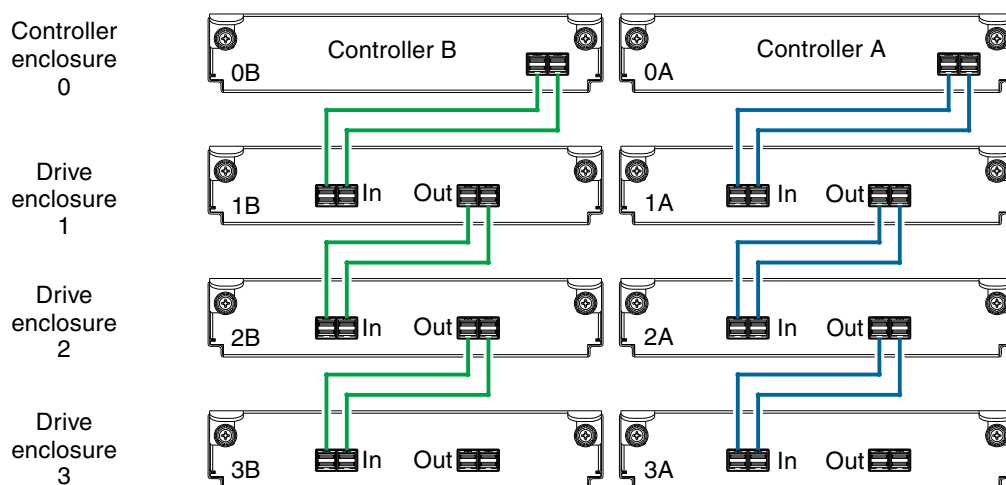 Controller
enclosure
0
Controller B
0B
Controller A
0A
Drive
enclosure
1
1B
In
Out
1A
In
Out
Drive
enclosure
2
2B
In
Out
2A
In
Out
Drive
enclosure
3
3B
In
Out
3A
In
Out